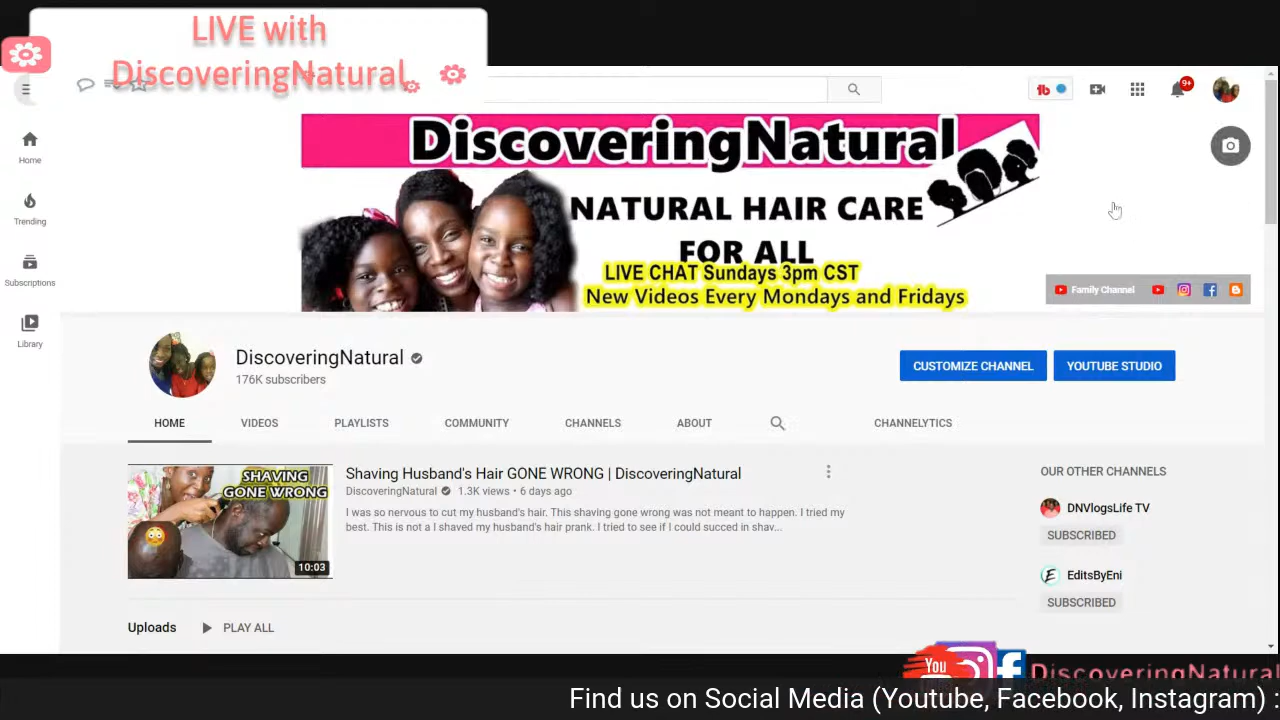 LIVE with
DiscoveringNatural
9+
Home
Trending
Subscriptions
Library
DiscoveringNatural
NATURAL HAIR CARE
FOR ALL
LIVE CHAT Sundays 3pm CST
New Videos Every Mondays and Fridays
Family Channel
DiscoveringNatural
176K subscribers
CUSTOMIZE CHANNEL
YOUTUBE STUDIO
HOME
VIDEOS
PLAYLISTS
COMMUNITY
CHANNELS
ABOUT
CHANNELYTICS
SHAVING
GONE WRONG
10:03
Shaving Husband's Hair GONE WRONG | DiscoveringNatural
DiscoveringNatural 1.3K views • 6 days ago
I was so nervous to cut my husband's hair. This shaving gone wrong was not meant to happen. I tried my
best. This is not a I shaved my husband's hair prank. I tried to see if I could succed in shav...
OUR OTHER CHANNELS
DNVlogsLife TV
SUBSCRIBED
EditsByEni
SUBSCRIBED
Uploads
PLAY ALL
You
DiscoveringNatural
Find us on Social Media (Youtube, Facebook, Instagram) :